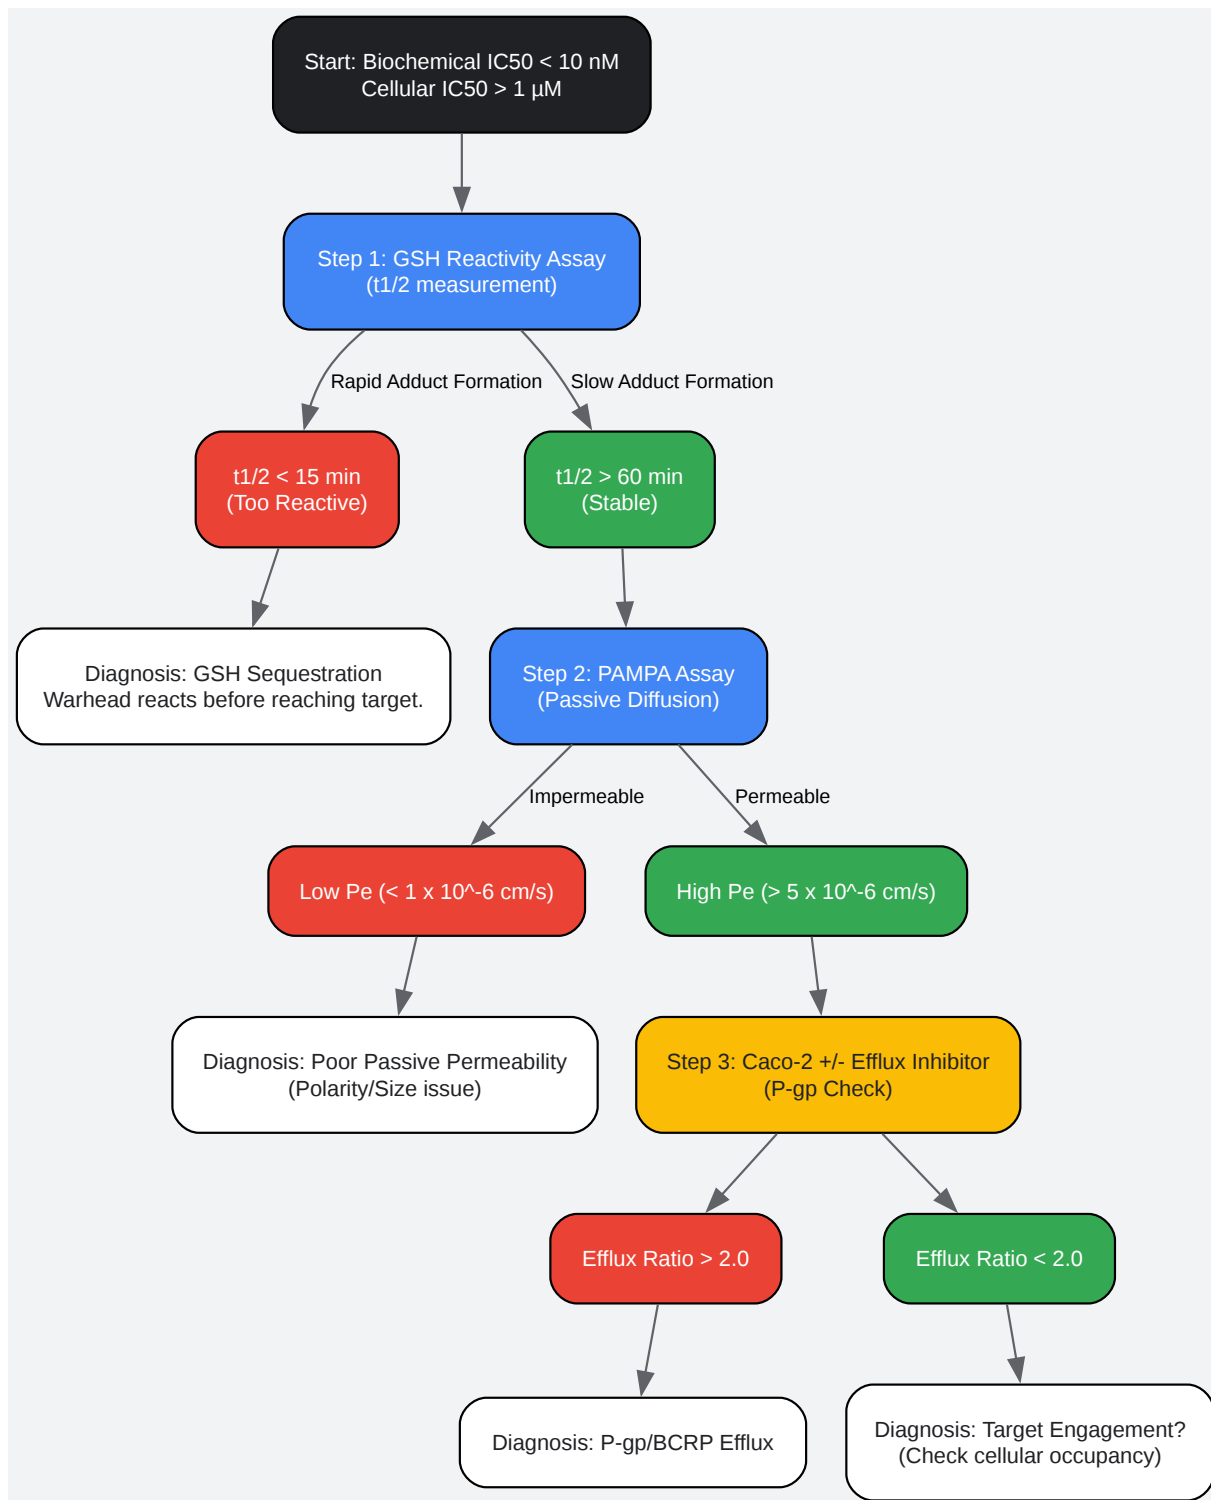 Start: Biochemical IC50 < 10 nM
Cellular IC50 > 1 µM
Step 1: GSH Reactivity Assay
(t1/2 measurement)
Rapid Adduct Formation
Slow Adduct Formation
t1/2 < 15 min
(Too Reactive)
t1/2 > 60 min
(Stable)
Diagnosis: GSH Sequestration
Warhead reacts before reaching target.
Step 2: PAMPA Assay
(Passive Diffusion)
Impermeable
Permeable
Low Pe (< 1 x 10^-6 cm/s)
High Pe (> 5 x 10^-6 cm/s)
Diagnosis: Poor Passive Permeability
(Polarity/Size issue)
Step 3: Caco-2 +/- Efflux Inhibitor
(P-gp Check)
Efflux Ratio > 2.0
Efflux Ratio < 2.0
Diagnosis: P-gp/BCRP Efflux
Diagnosis: Target Engagement?
(Check cellular occupancy)